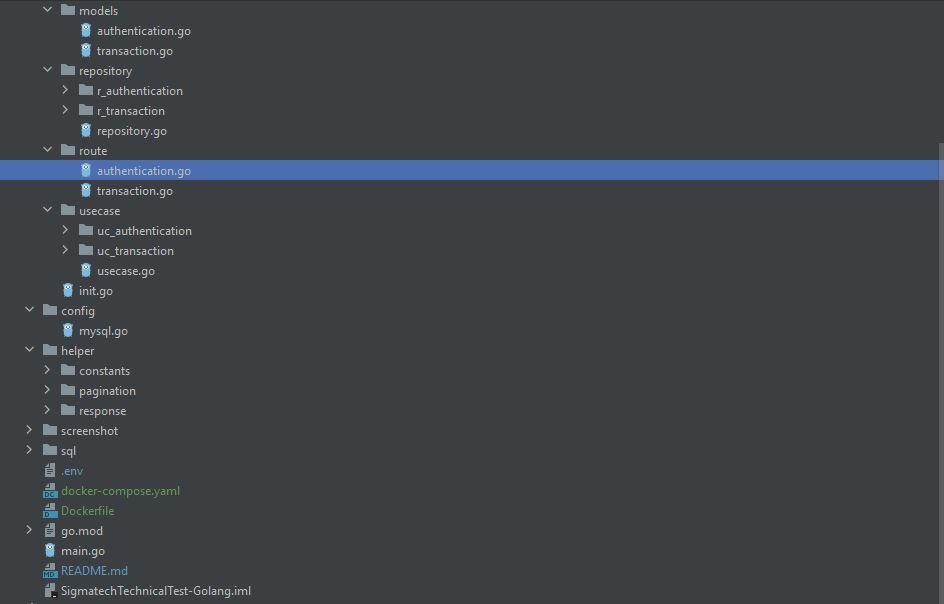 models
authentication.go
transaction.go
repository
r_authentication
r_transaction
repository.go
route
authentication.go
transaction.go
usecase
uc_authentication
uc_transaction
usecase.go
init.go
config
mysql.go
helper
constants
pagination
response
screenshot
sql
.env
DC docker-compose.yaml
D Dockerfile
go.mod
main.go
MD README.md
SigmatechTechnicalTest-Golang.iml